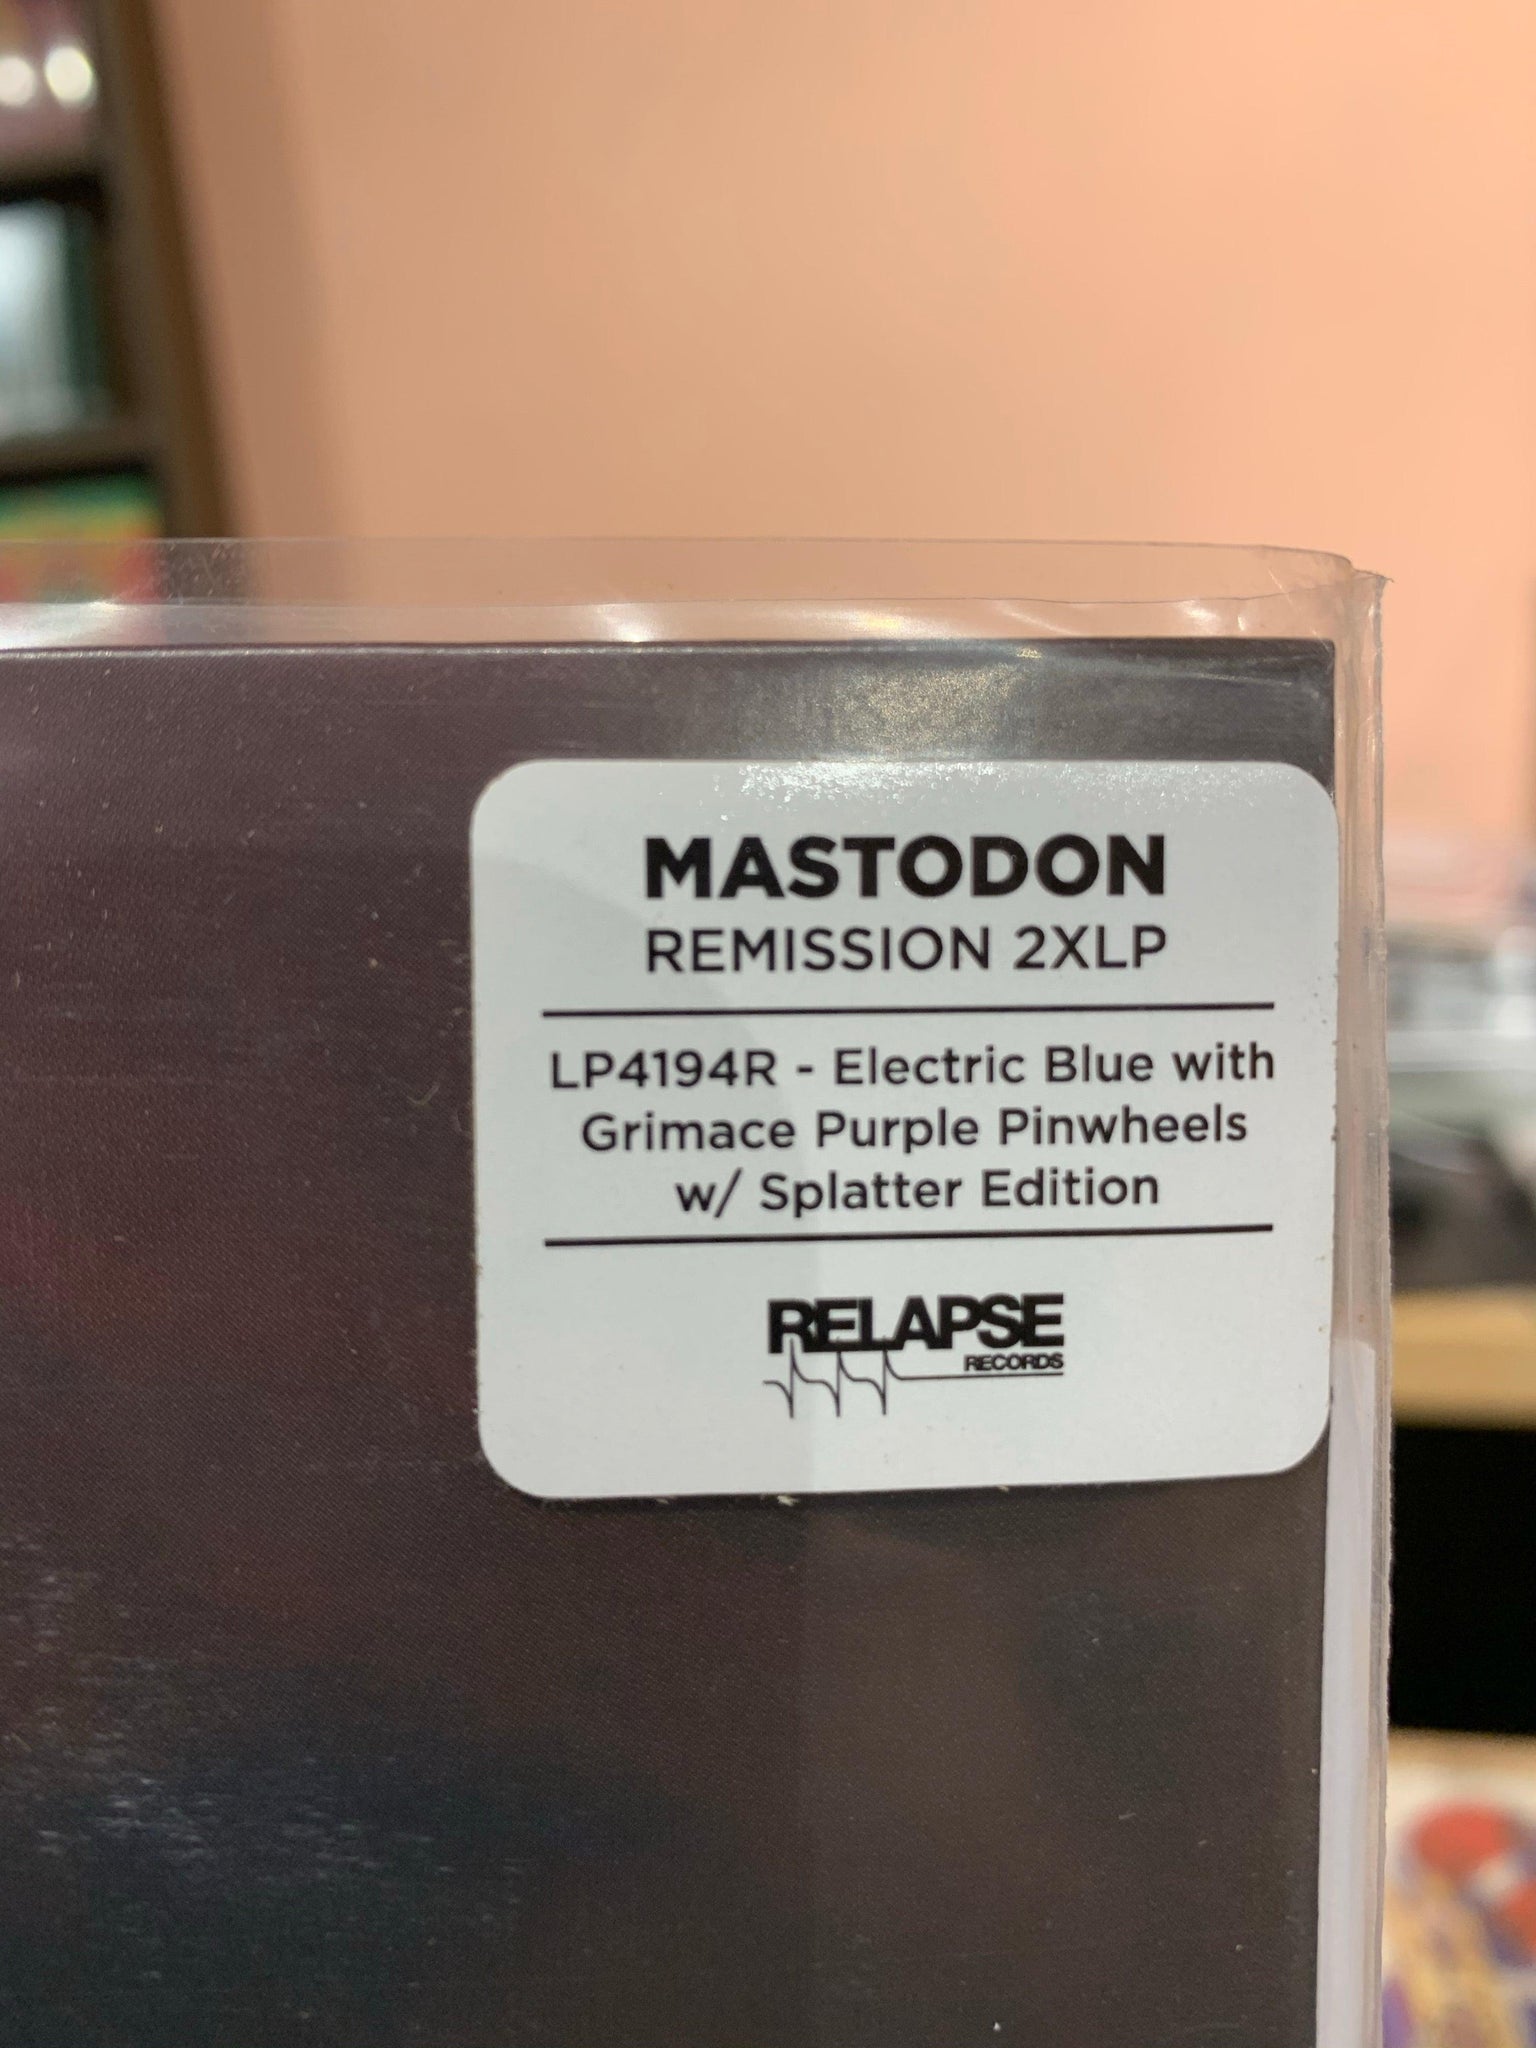 MASTODON
REMISSION 2XLP
LP4194R - Electric Blue with
Grimace Purple Pinwheels
w/ Splatter Edition
RELAPSE
RECORDS